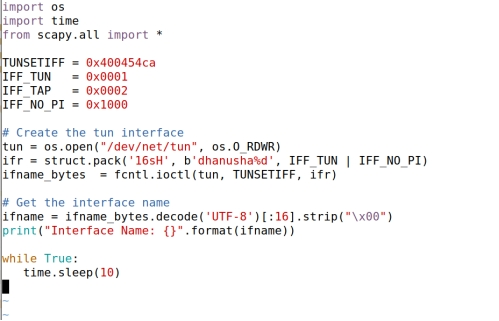 import os
import time
from scapy.all import *

TUNSETIFF = 0x400454ca
IFF_TUN   = 0x0001
IFF_TAP   = 0x0002
IFF_NO_PI = 0x1000

# Create the tun interface
tun = os.open("/dev/net/tun", os.O_RDWR)
ifr = struct.pack('16sH', b'dhanusha%d', IFF_TUN | IFF_NO_PI)
ifname_bytes  = fcntl.ioctl(tun, TUNSETIFF, ifr)

# Get the interface name
ifname = ifname_bytes.decode('UTF-8')[:16].strip("\x00")
print("Interface Name: {}".format(ifname))

while True:
   time.sleep(10)

~
~